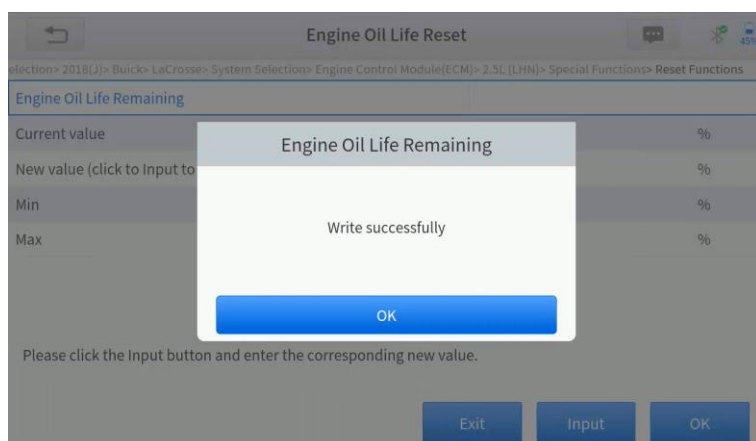 Engine Oil Life Reset
45%
election> 2018(J)> Buick> LaCrosse> System Selection> Engine Control Module(ECM)> 2.5L (LHN)> Special Functions> Reset Functions
Engine Oil Life Remaining
Current value %
New value (click to Input to %
Min %
Max %
Engine Oil Life Remaining
Write successfully
OK
Please click the Input button and enter the corresponding new value.
Exit Input OK